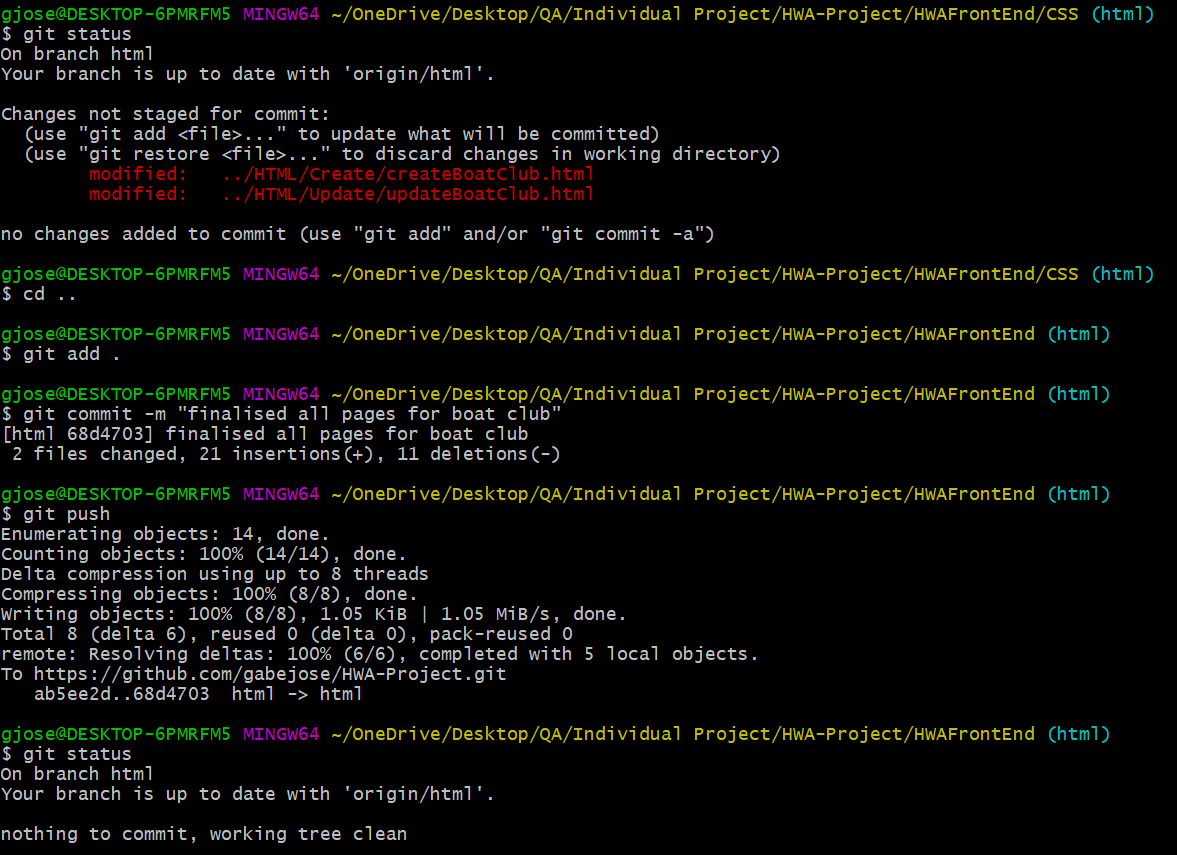 gjose@DESKTOP-6PMRFM5 MINGW64 ~/OneDrive/Desktop/QA/Individual Project/HWA-Project/HWAFrontEnd/CSS (html)
$ git status
On branch html
Your branch is up to date with 'origin/html'.
Changes not staged for commit:
  (use "git add <file>..." to update what will be committed)
  (use "git restore <file>..." to discard changes in working directory)
        modified:   ../HTML/Create/createBoatClub.html
        modified:   ../HTML/Update/updateBoatClub.html
no changes added to commit (use "git add" and/or "git commit -a")
gjose@DESKTOP-6PMRFM5 MINGW64 ~/OneDrive/Desktop/QA/Individual Project/HWA-Project/HWAFrontEnd/CSS (html)
$ cd ..
gjose@DESKTOP-6PMRFM5 MINGW64 ~/OneDrive/Desktop/QA/Individual Project/HWA-Project/HWAFrontEnd (html)
$ git add .
gjose@DESKTOP-6PMRFM5 MINGW64 ~/OneDrive/Desktop/QA/Individual Project/HWA-Project/HWAFrontEnd (html)
$ git commit -m "finalised all pages for boat club"
[html 68d4703] finalised all pages for boat club
 2 files changed, 21 insertions(+), 11 deletions(-)
gjose@DESKTOP-6PMRFM5 MINGW64 ~/OneDrive/Desktop/QA/Individual Project/HWA-Project/HWAFrontEnd (html)
$ git push
Enumerating objects: 14, done.
Counting objects: 100% (14/14), done.
Delta compression using up to 8 threads
Compressing objects: 100% (8/8), done.
Writing objects: 100% (8/8), 1.05 KiB | 1.05 MiB/s, done.
Total 8 (delta 6), reused 0 (delta 0), pack-reused 0
remote: Resolving deltas: 100% (6/6), completed with 5 local objects.
To https://github.com/gabejose/HWA-Project.git
   ab5ee2d..68d4703  html -> html
gjose@DESKTOP-6PMRFM5 MINGW64 ~/OneDrive/Desktop/QA/Individual Project/HWA-Project/HWAFrontEnd (html)
$ git status
On branch html
Your branch is up to date with 'origin/html'.
nothing to commit, working tree clean